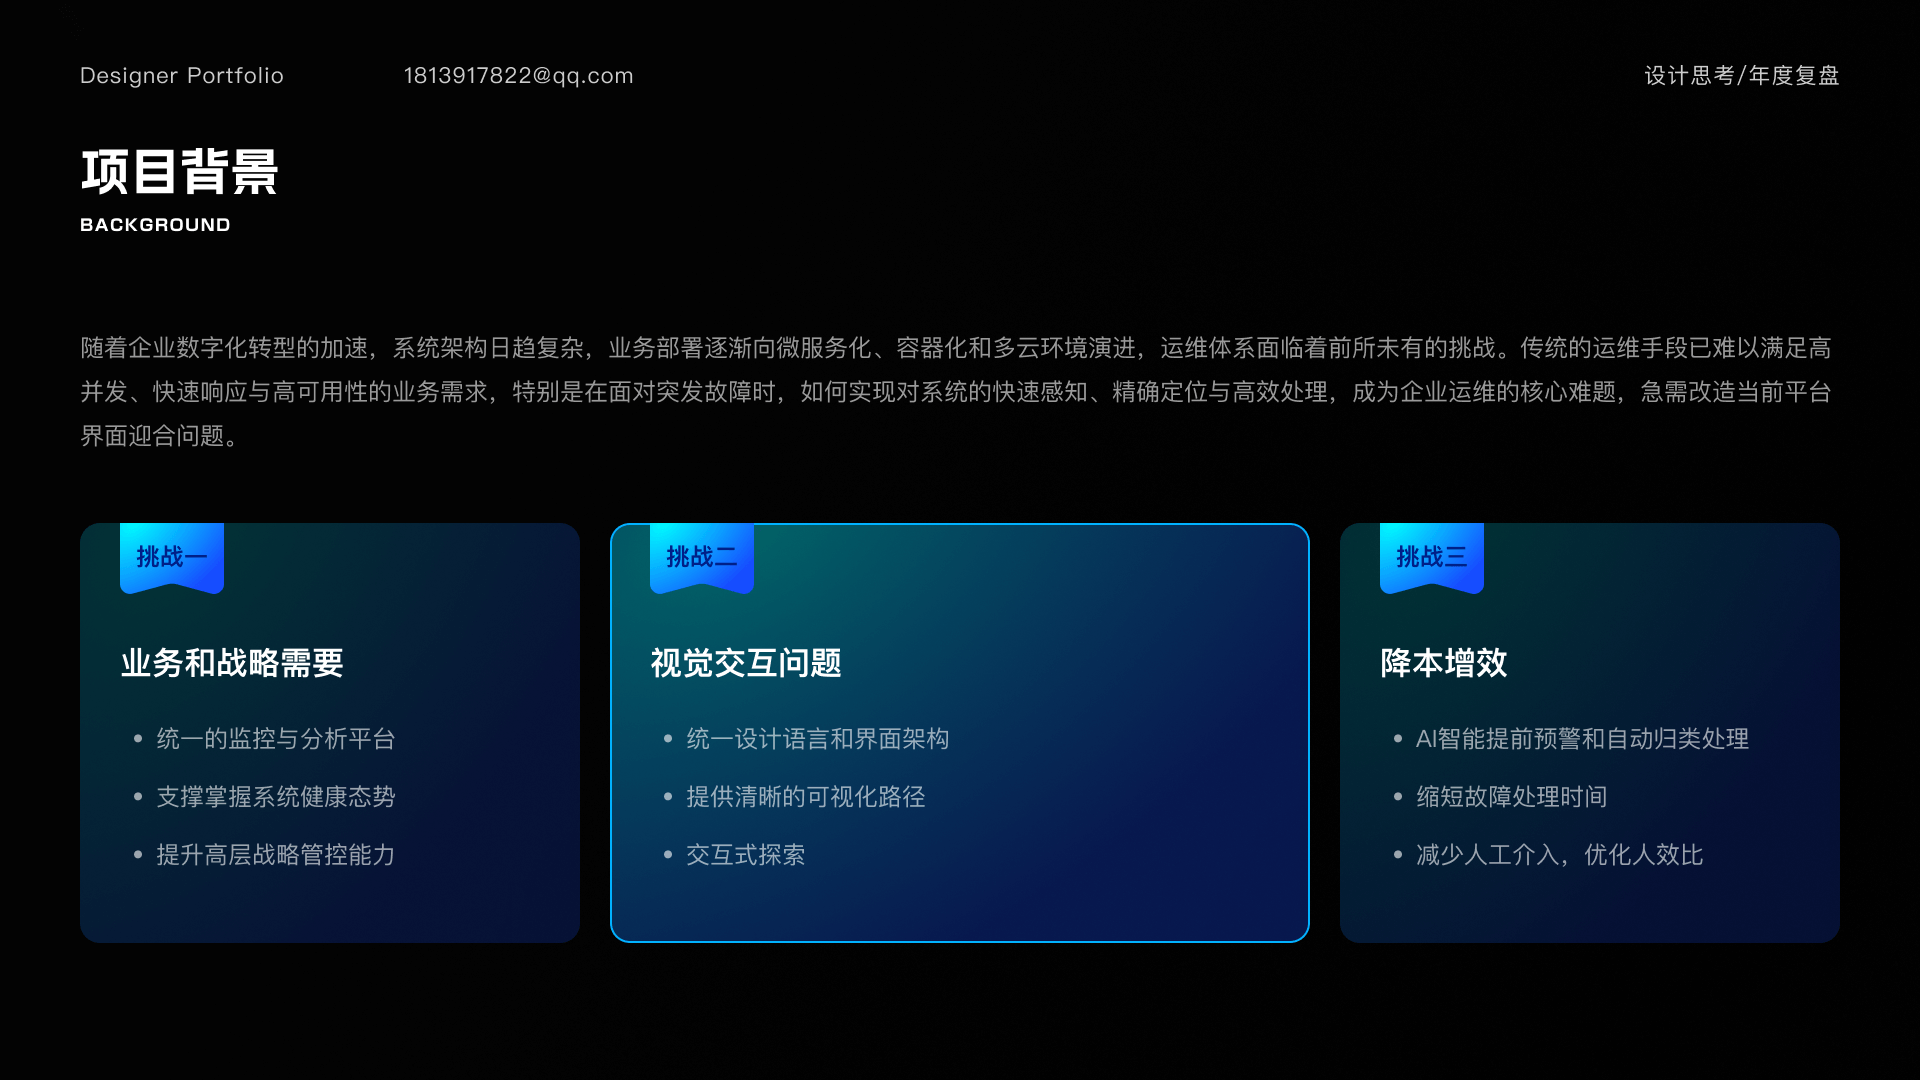 Designer Portfolio
1813917822@qq.com
设计思考/年度复盘
项目背景
BACKGROUND
随着企业数字化转型的加速，系统架构日趋复杂，业务部署逐渐向微服务化、容器化和多云环境演进，运维体系面临着前所未有的挑战。传统的运维手段已难以满足高
并发、快速响应与高可用性的业务需求，特别是在面对突发故障时，如何实现对系统的快速感知、精确定位与高效处理，成为企业运维的核心难题，急需改造当前平台
界面迎合问题。
挑战一
业务和战略需要
统一的监控与分析平台
支撑掌握系统健康态势
提升高层战略管控能力
挑战二
视觉交互问题
统一设计语言和界面架构
提供清晰的可视化路径
交互式探索
挑战三
降本增效
AI智能提前预警和自动归类处理
缩短故障处理时间
减少人工介入，优化人效比